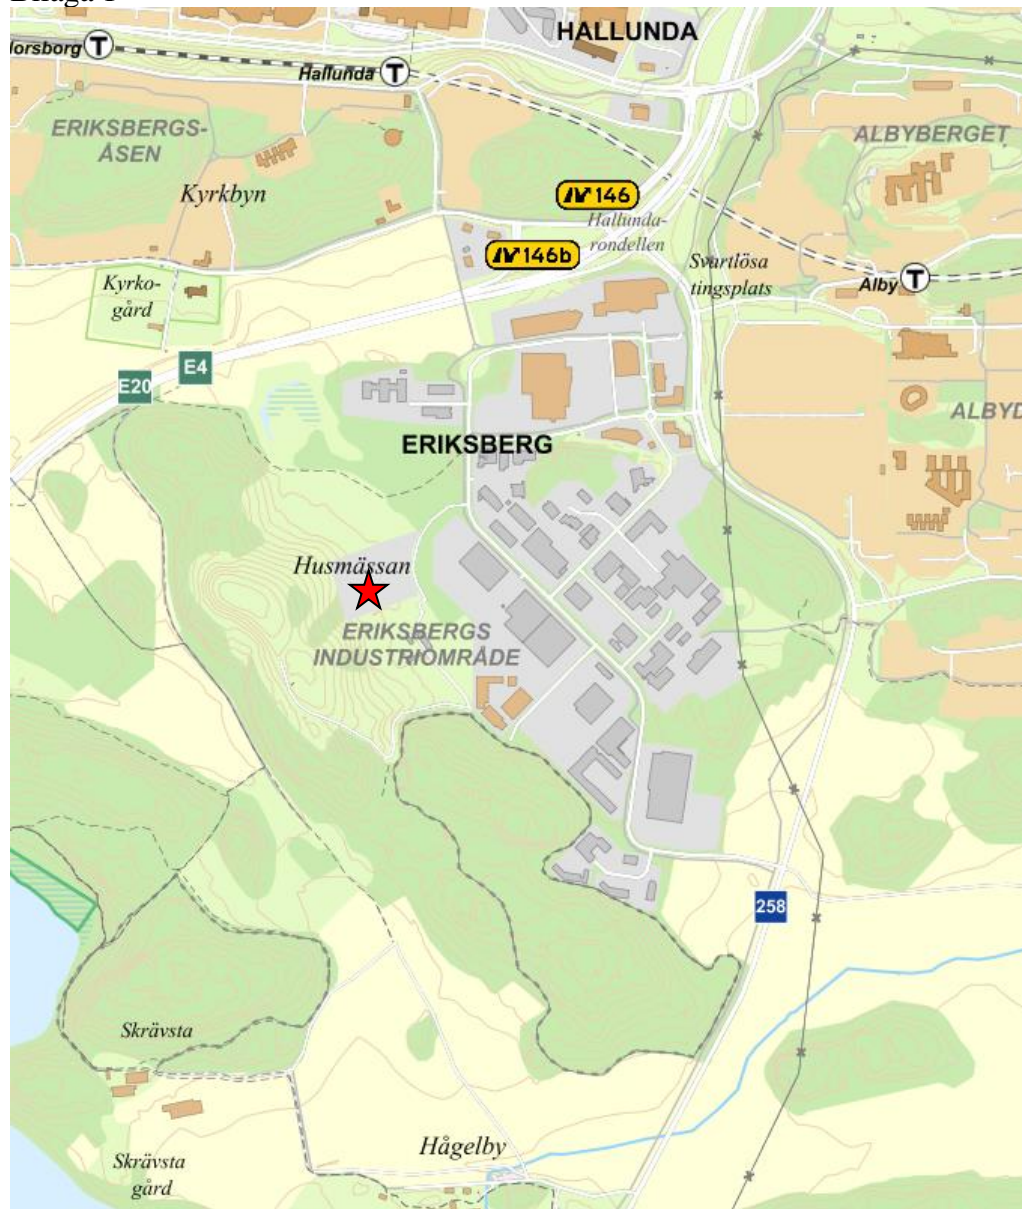 HALLUNDA
Hallunda T
T
ERIKSBERGS-
ÅSEN
ALBYBERGET
Kyrkbyn
146
Hallunda-
rondellen
146b
Svartlösa
tingsplats
Alby T
Kyrko-
gård
E4
E20
ERIKSBERG
Husmässan
ERIKSBERGS
INDUSTRIOMRÅDE
258
Skrävsta
Hågelby
Skrävsta
gård